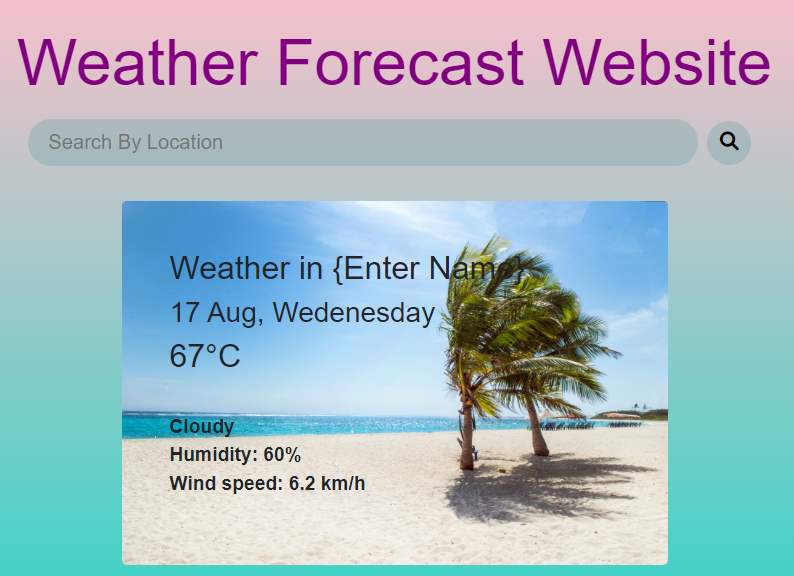 Weather Forecast Website
Search By Location
Weather in {Enter Name}
17 Aug, Wedenesday
67°C
Cloudy
Humidity: 60%
Wind speed: 6.2 km/h